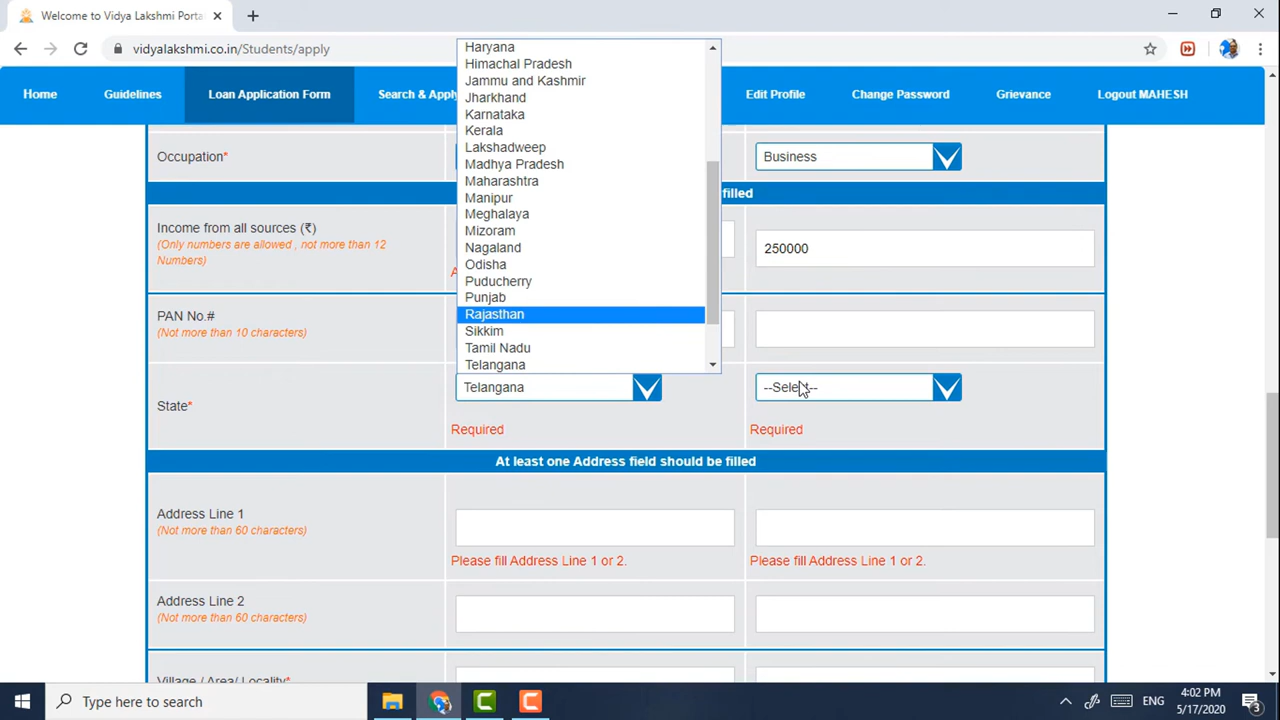 Welcome to Vidya Lakshmi Porta
vidyalakshmi.co.in/Students/apply
Home
Guidelines
Loan Application Form
Search & Apply
Edit Profile
Change Password
Grievance
Logout MAHESH
Haryana
Himachal Pradesh
Jammu and Kashmir
Jharkhand
Karnataka
Kerala
Lakshadweep
Madhya Pradesh
Maharashtra
Manipur
Meghalaya
Mizoram
Nagaland
Odisha
Puducherry
Punjab
Rajasthan
Sikkim
Tamil Nadu
Telangana
Occupation*
Business
filled
Income from all sources (₹)
(Only numbers are allowed , not more than 12
Numbers)
A
250000
PAN No.#
(Not more than 10 characters)
State*
Telangana
--Select--
Required
Required
At least one Address field should be filled
Address Line 1
(Not more than 60 characters)
Please fill Address Line 1 or 2.
Please fill Address Line 1 or 2.
Address Line 2
(Not more than 60 characters)
Village / Area/ Locality*
Type here to search
ENG
4:02 PM
5/17/2020
3